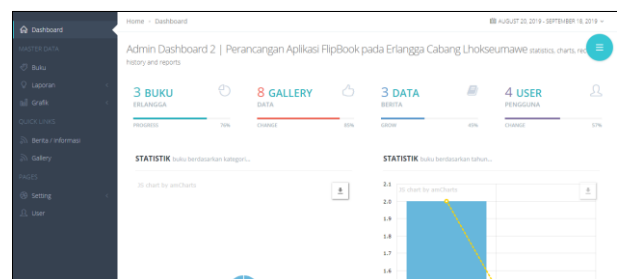 Dashboard
MASTER DATA
Buku
Laporan
Grafik
QUICK LINKS
Berita / Informasi
Gallery
PAGES
Setting
User
Home Dashboard
AUGUST 20, 2019 - SEPTEMBER 18, 2019
Admin Dashboard 2 | Perancangan Aplikasi FlipBook pada Erlangga Cabang Lhokseumawe statistics, charts,
history and reports
3 BUKU
ERLANGGA
PROGRESS 76%
8 GALLERY
DATA
CHANGE 85%
3 DATA
BERITA
GROW 45%
4 USER
PENGGUNA
CHANGE 57%
STATISTIK buku berdasarkan kategori...
JS chart by amCharts
STATISTIK buku berdasarkan tahun...
JS chart by amCharts
2.1
2.0
1.9
1.8
1.7
1.6